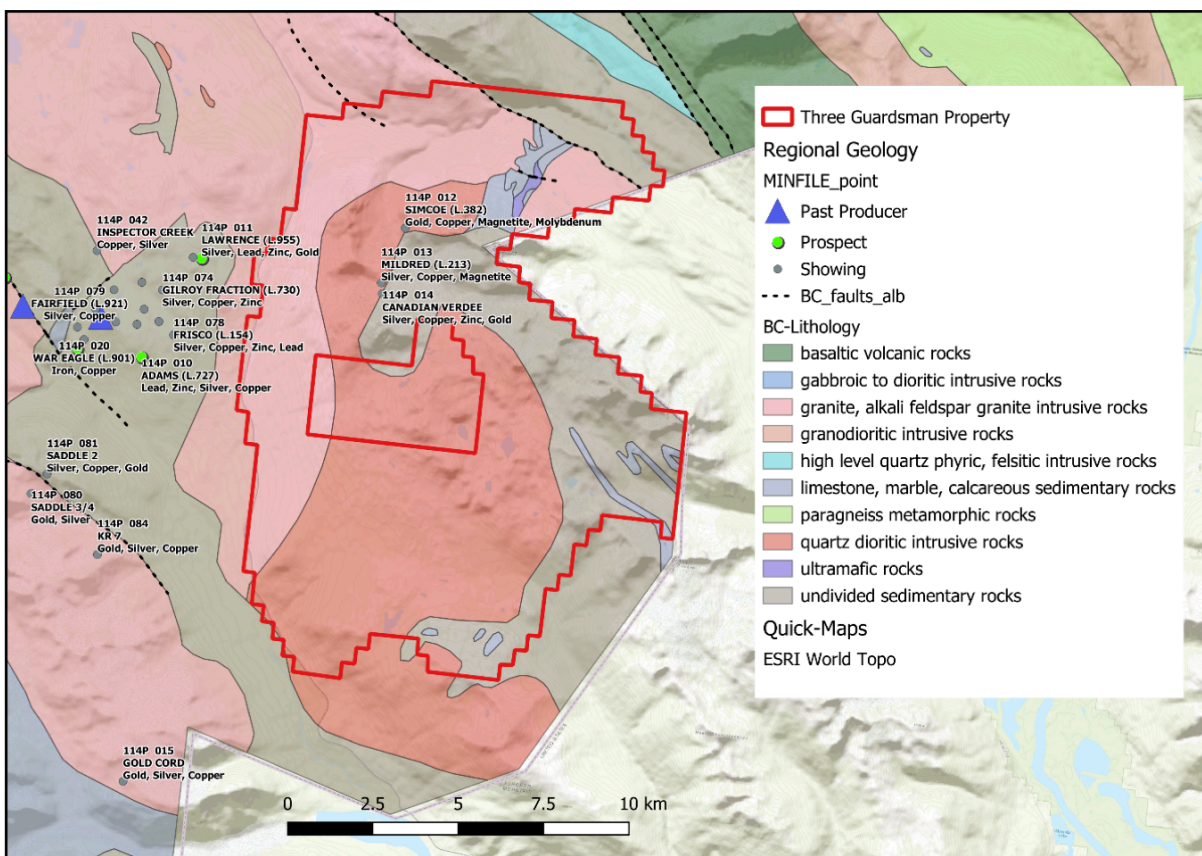 114P 012
SIMCOE (L.382)
Gold, Copper, Magnetite, Molybdenum
114P 042
INSPECTOR CREEK
Copper, Silver
114P 011
LAWRENCE (L.955)
Silver, Lead, Zinc, Gold
114P 013
MILDRED (L.213)
Silver, Copper, Magnetite
114P 074
GILROY FRACTION (L.730)
Silver, Copper, Zinc
114P 014
CANADIAN VERDEE
Silver, Copper, Zinc, Gold
114P 079
FAIRFIELD (L.921)
Silver, Copper
114P 078
FRISCO (L.154)
Silver, Copper, Zinc, Lead
114P 020
WAR EAGLE (L.901)
Iron, Copper
114P 010
ADAMS (L.727)
Lead, Zinc, Silver, Copper
114P 081
SADDLE 2
Silver, Copper, Gold
114P 080
SADDLE 3/4
Gold, Silver
114P 084
KR 7
Gold, Silver, Copper
114P 015
GOLD CORD
Gold, Silver, Copper
0 2.5 5 7.5 10 km
Three Guardsman Property
Regional Geology
MINFILE_point
Past Producer
Prospect
Showing
BC_faults_alb
BC-Lithology
basaltic volcanic rocks
gabbroic to dioritic intrusive rocks
granite, alkali feldspar granite intrusive rocks
granodioritic intrusive rocks
high level quartz phyric, felsitic intrusive rocks
limestone, marble, calcareous sedimentary rocks
paragneiss metamorphic rocks
quartz dioritic intrusive rocks
ultramafic rocks
undivided sedimentary rocks
Quick-Maps
ESRI World Topo